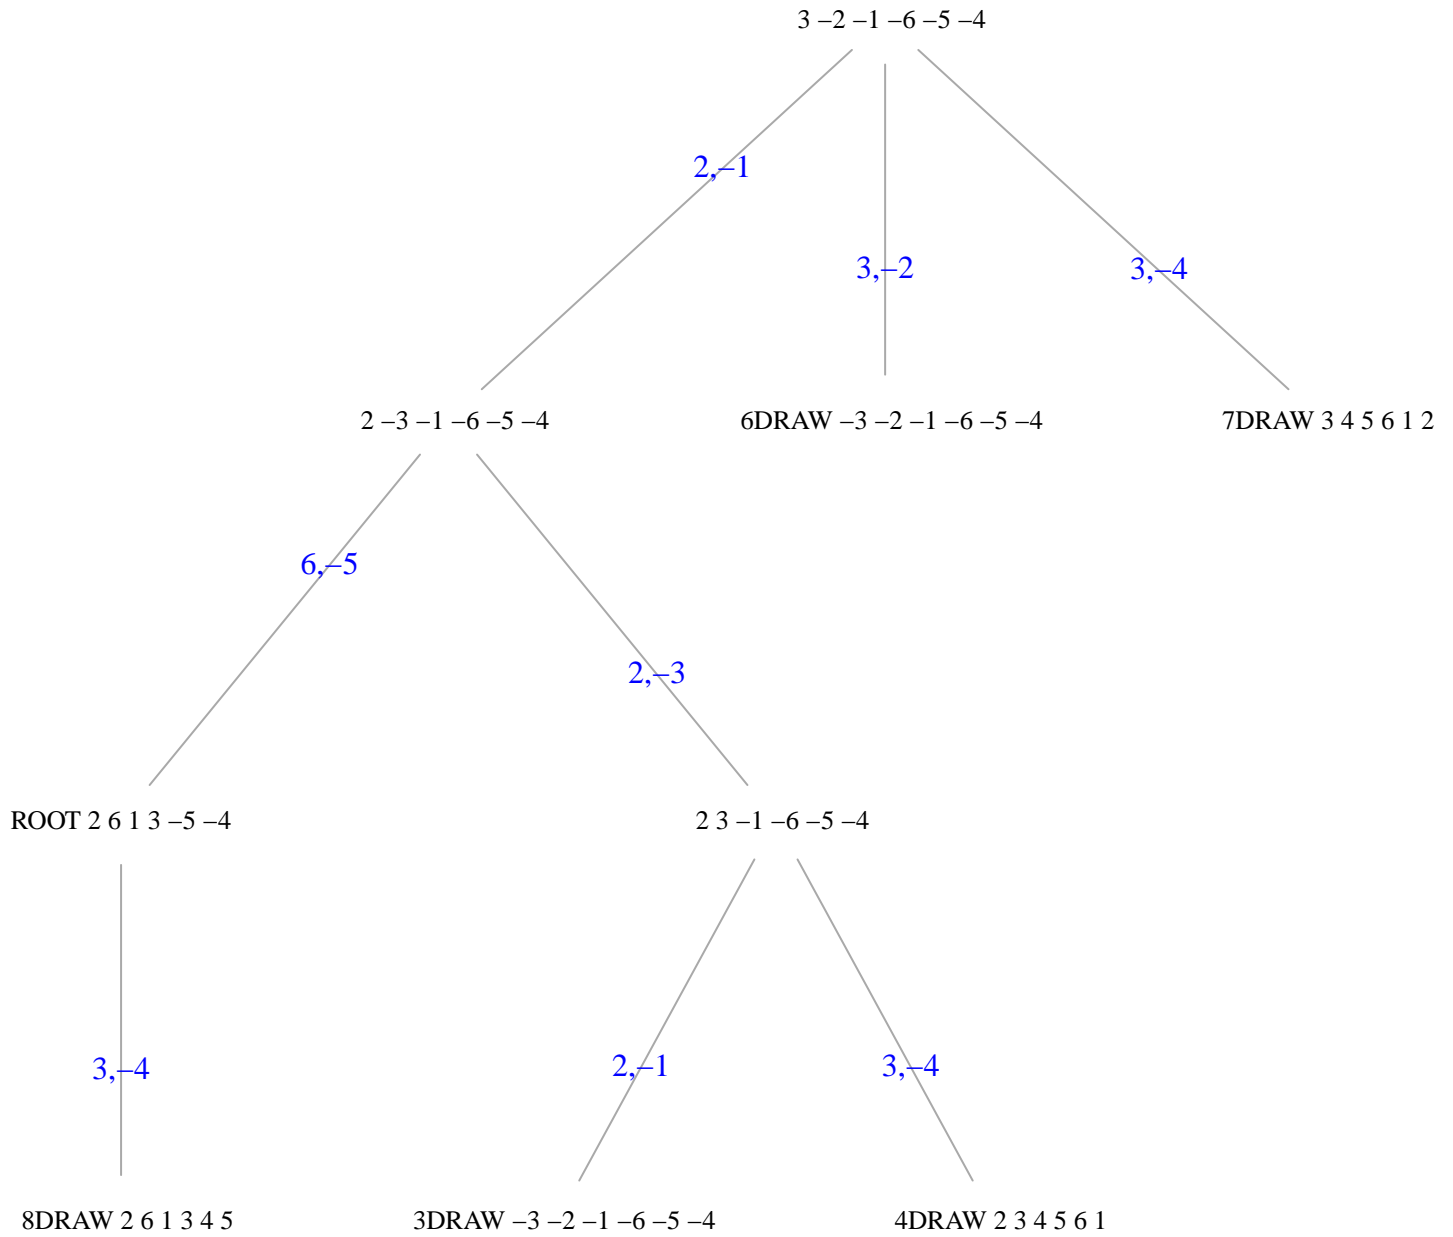 3 –2 –1 –6 –5 –4
2,–1
3,–2
3,–4
2 –3 –1 –6 –5 –4
6DRAW –3 –2 –1 –6 –5 –4
7DRAW 3 4 5 6 1 2
6,–5
2,–3
ROOT 2 6 1 3 –5 –4
2 3 –1 –6 –5 –4
3,–4
2,–1
3,–4
8DRAW 2 6 1 3 4 5
3DRAW –3 –2 –1 –6 –5 –4
4DRAW 2 3 4 5 6 1